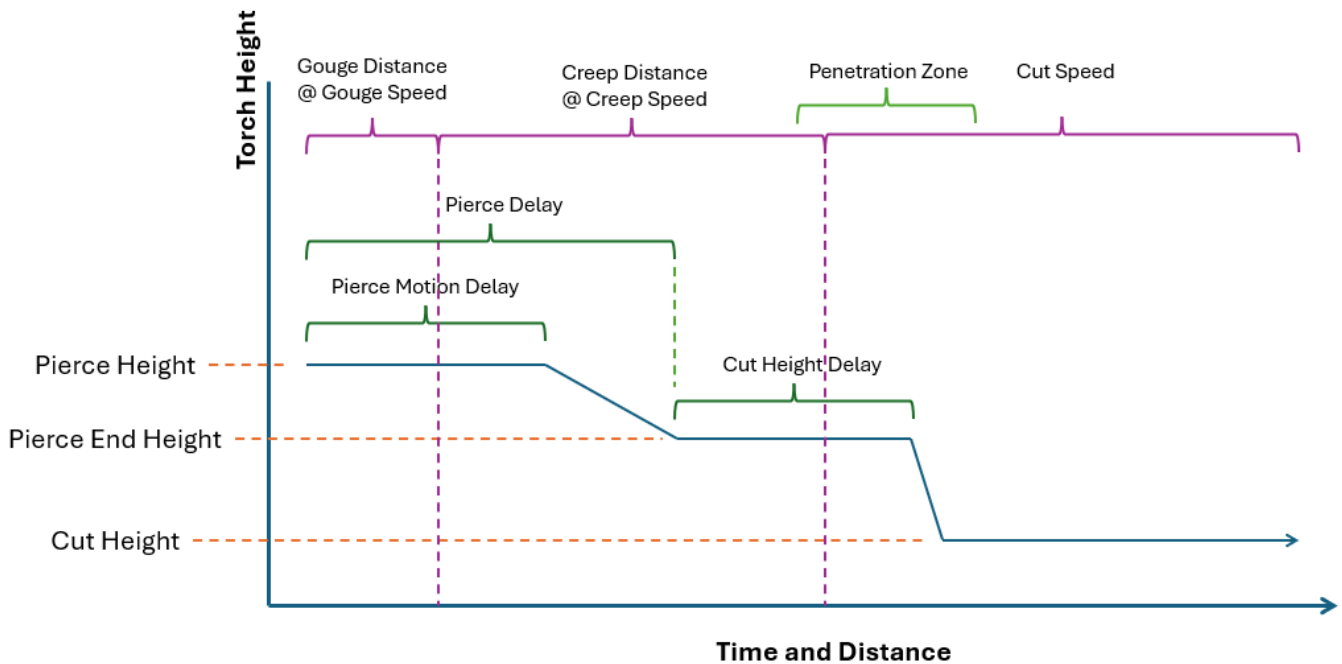 Torch Height
Gouge Distance
@ Gouge Speed
Creep Distance
@ Creep Speed
Penetration Zone
Cut Speed
Pierce Delay
Pierce Motion Delay
Pierce Height
Cut Height Delay
Pierce End Height
Cut Height
Time and Distance